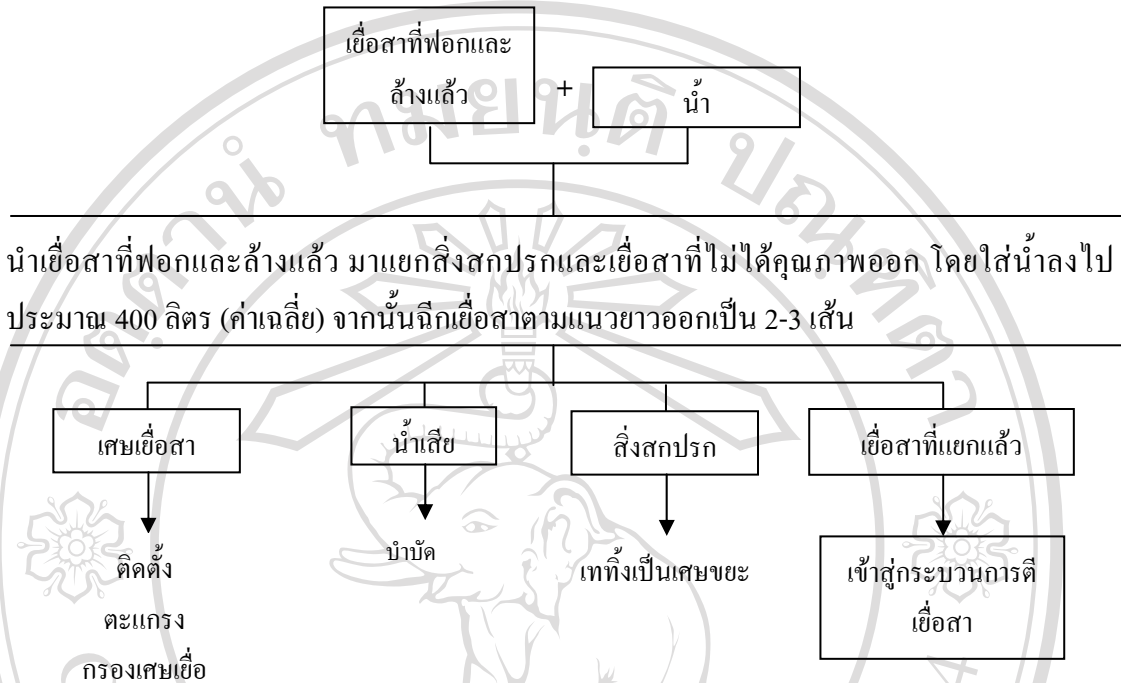 เยื่อสาที่ฟอกและ
ล้างแล้ว
+
น้ำ
นำเยื่อสาที่ฟอกและล้างแล้ว มาแยกสิ่งสกปรกและเยื่อสาที่ไม่ได้คุณภาพออก โดยใส่น้ำลงไป
ประมาณ 400 ลิตร (ค่าเฉลี่ย) จากนั้นฉีกเยื่อสาตามแนวยาวออกเป็น 2-3 เส้น
เศษเยื่อสา
น้ำเสีย
สิ่งสกปรก
เยื่อสาที่แยกแล้ว
ติดตั้ง
ตะแกรง
กรองเศษเยื่อ
บำบัด
เททิ้งเป็นเศษขยะ
เข้าสู่กระบวนการตี
เยื่อสา